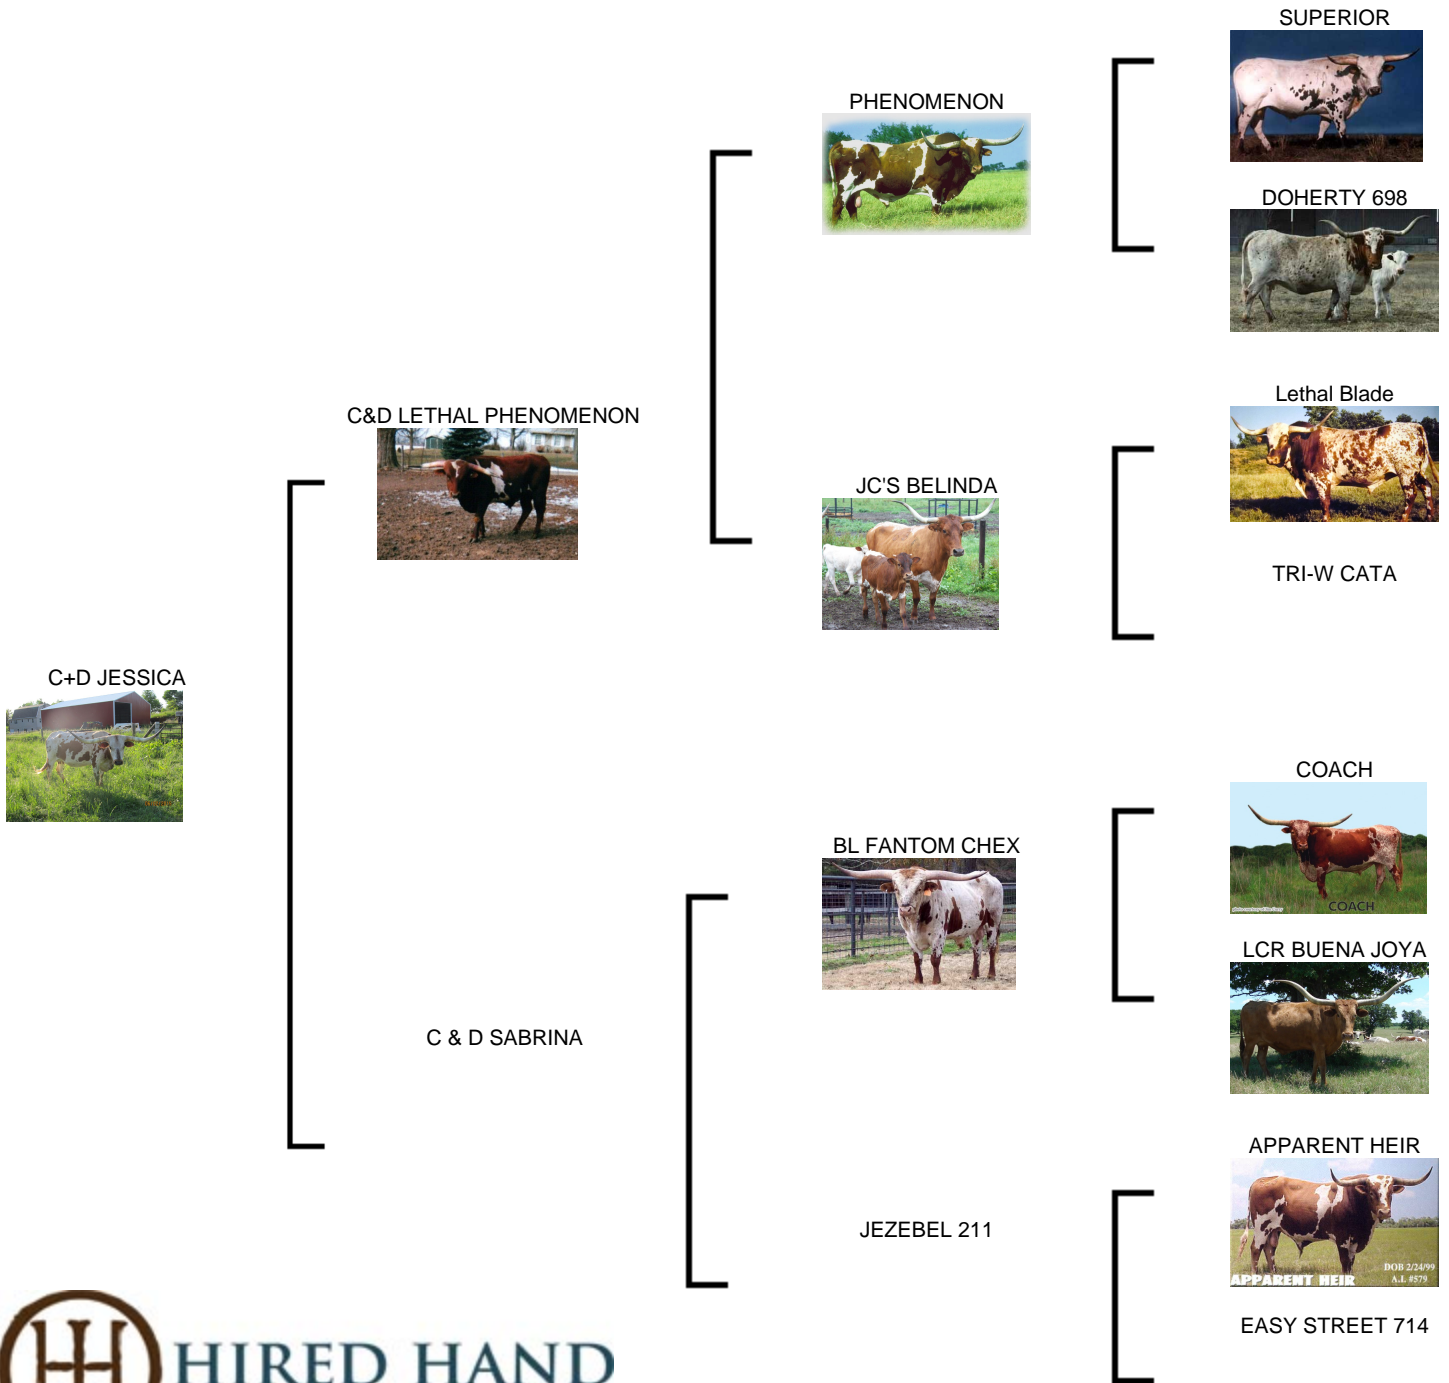 SUPERIOR
PHENOMENON
DOHERTY 698
Lethal Blade
C&D LETHAL PHENOMENON
JC'S BELINDA
TRI-W CATA
C+D JESSICA
COACH
COACH
BL FANTOM CHEX
LCR BUENA JOYA
C & D SABRINA
APPARENT HEIR
DOB 2/24/99
APPARENT HEIR A.I. #579
JEZEBEL 211
EASY STREET 714
HIRED HAND